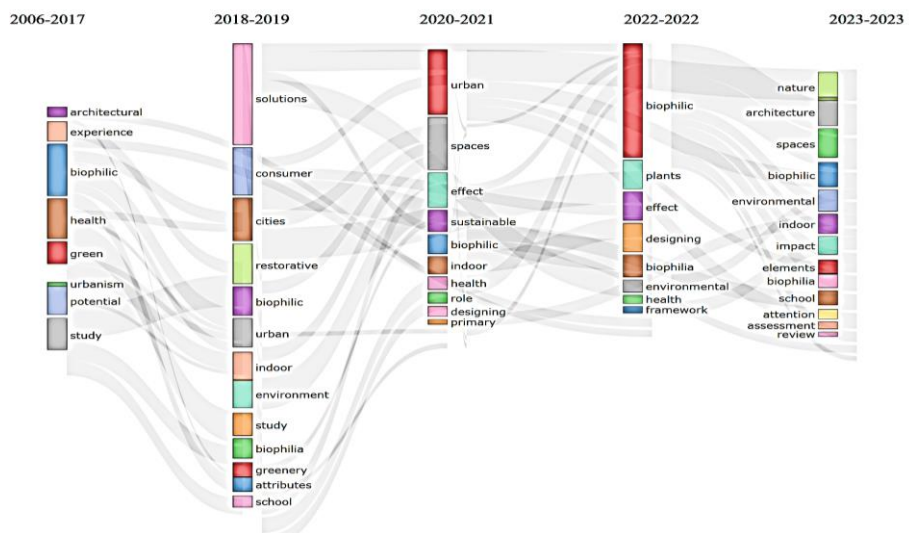 2006-2017
2018-2019
2020-2021
2022-2022
2023-2023
architectural
experience
biophilic
health
green
urbanism
potential
study
solutions
consumer
cities
restorative
biophilic
urban
indoor
environment
study
biophilia
greenery
attributes
school
urban
spaces
effect
sustainable
biophilic
indoor
health
role
designing
primary
biophilic
plants
effect
designing
biophilia
environmental
health
framework
nature
architecture
spaces
biophilic
environmental
indoor
impact
elements
biophilia
school
attention
assessment
review